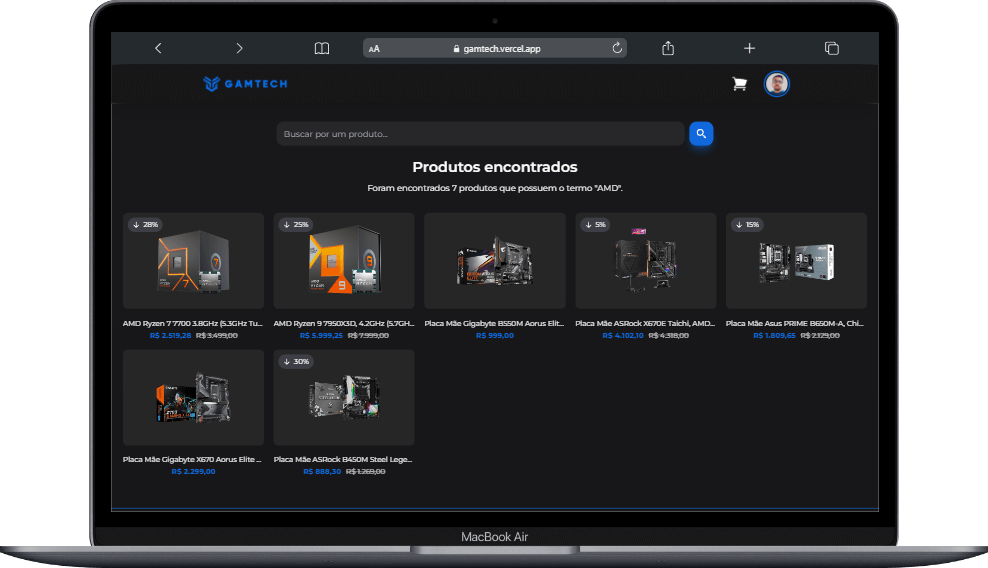 AA
gamtech.vercel.app
GAMTECH
Buscar por um produto...
Produtos encontrados
Foram encontrados 7 produtos que possuem o termo "AMD".
28%
25%
5%
15%
7
9
AMD Ryzen 7 7700 3.8GHz (5.3GHz Tu...
R$ 2.519,28 R$ 3.499,00
AMD Ryzen 9 7950X3D, 4.2GHz (5.7GH...
R$ 5.999,25 R$ 7.999,00
Placa Mãe Gigabyte B550M Aorus Elit...
R$ 999,00
Placa Mãe ASRock X670E Taichi, AMD...
R$ 4.102,10 R$ 4.318,00
Placa Mãe Asus PRIME B650M-A, Chi...
R$ 1.809,65 R$ 2.129,00
30%
Placa Mãe Gigabyte X670 Aorus Elite ...
R$ 2.299,00
Placa Mãe ASRock B450M Steel Lege...
R$ 888,30 R$ 1.269,00
MacBook Air